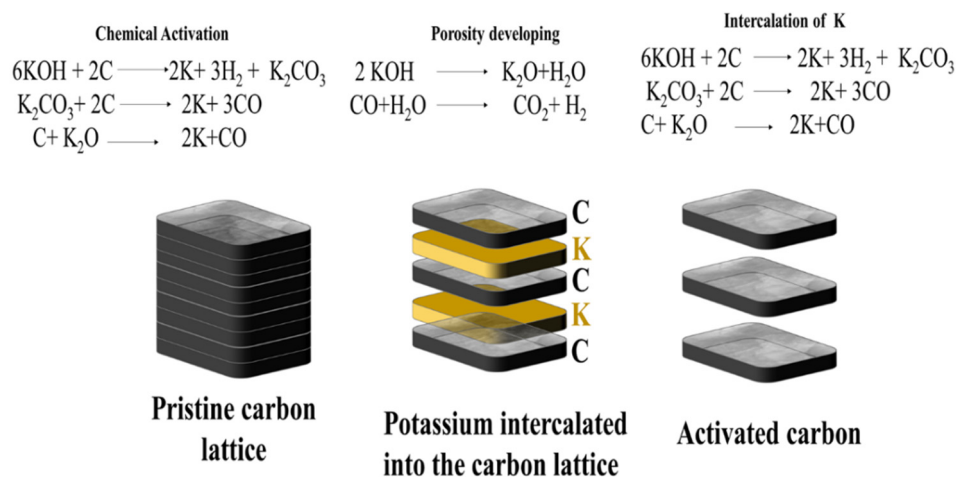 Chemical Activation
6KOH + 2C ⟶ 2K+ 3H₂ + K₂CO₃
K₂CO₃+ 2C ⟶ 2K+ 3CO
C+ K₂O ⟶ 2K+CO
Porosity developing
2 KOH ⟶ K₂O+H₂O
CO+H₂O ⟶ CO₂+ H₂
Intercalation of K
6KOH + 2C ⟶ 2K+ 3H₂ + K₂CO₃
K₂CO₃+ 2C ⟶ 2K+ 3CO
C+ K₂O ⟶ 2K+CO
C
K
C
K
C
Pristine carbon
lattice
Potassium intercalated
into the carbon lattice
Activated carbon